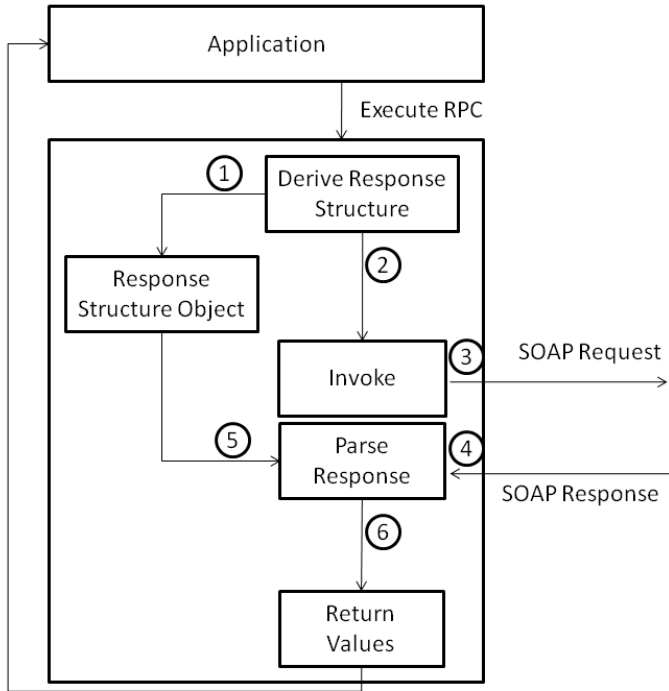 Application
Execute RPC
1
Derive Response
Structure
2
Response
Structure Object
3
SOAP Request
Invoke
5
Parse
Response
4
SOAP Response
6
Return
Values